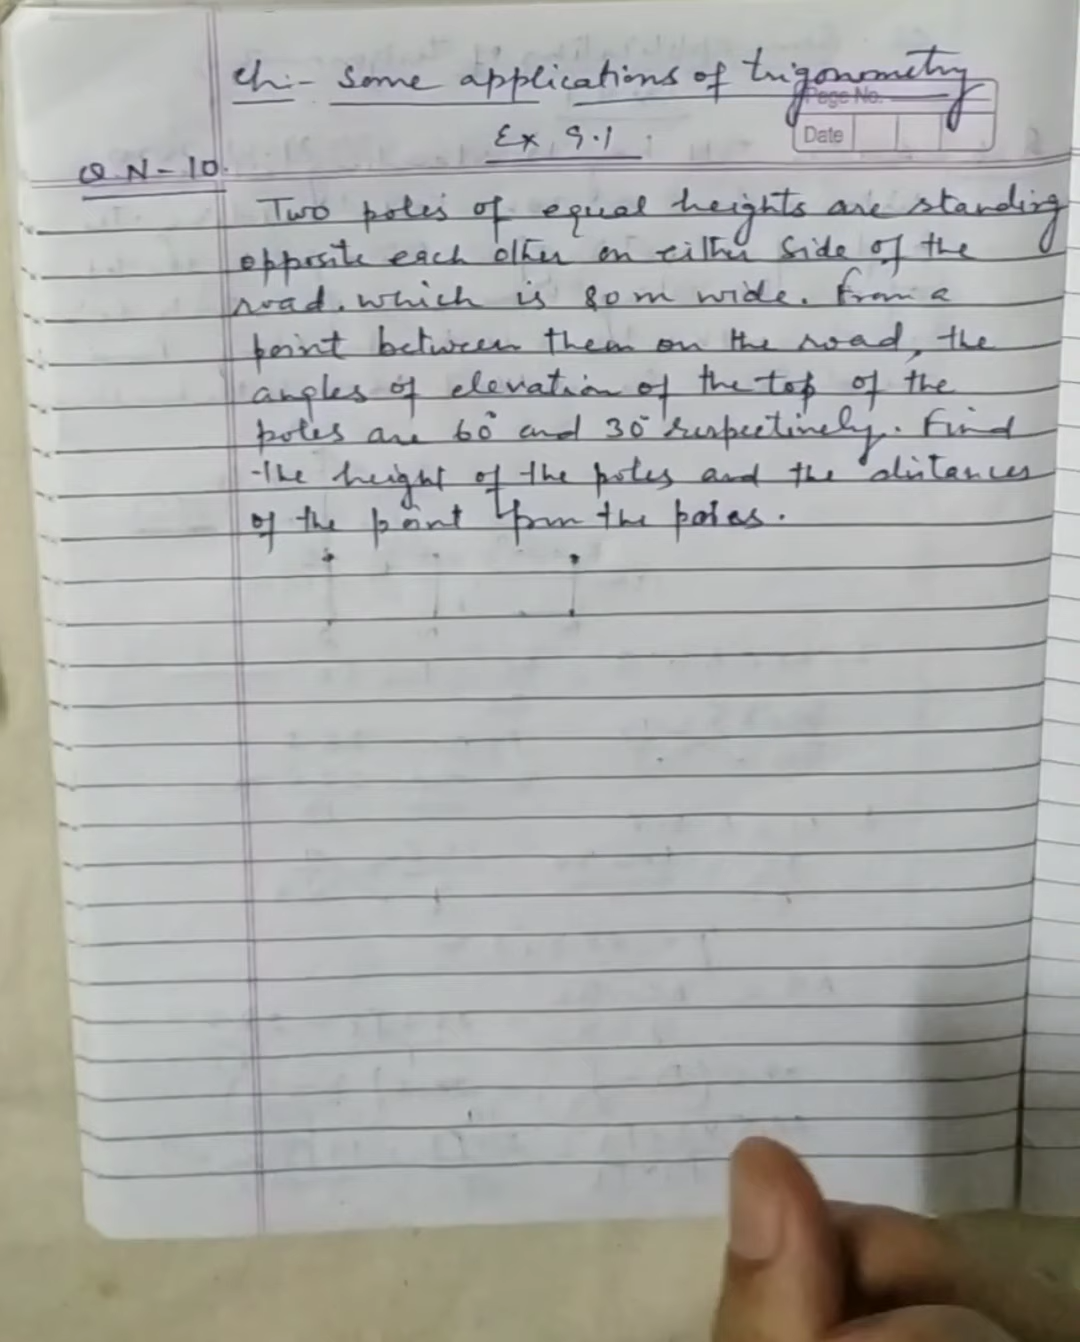 Ch:- Some applications of trigonometry
Page No.
Date
Ex 9.1
Q.N-10.
Two poles of equal heights are standing
opposite each other on either side of the
road. which is 80m wide. From a
point between them on the road, the
angles of elevation of the top of the
poles are 60° and 30° respectively. Find
the height of the poles and the distances
of the point from the poles.